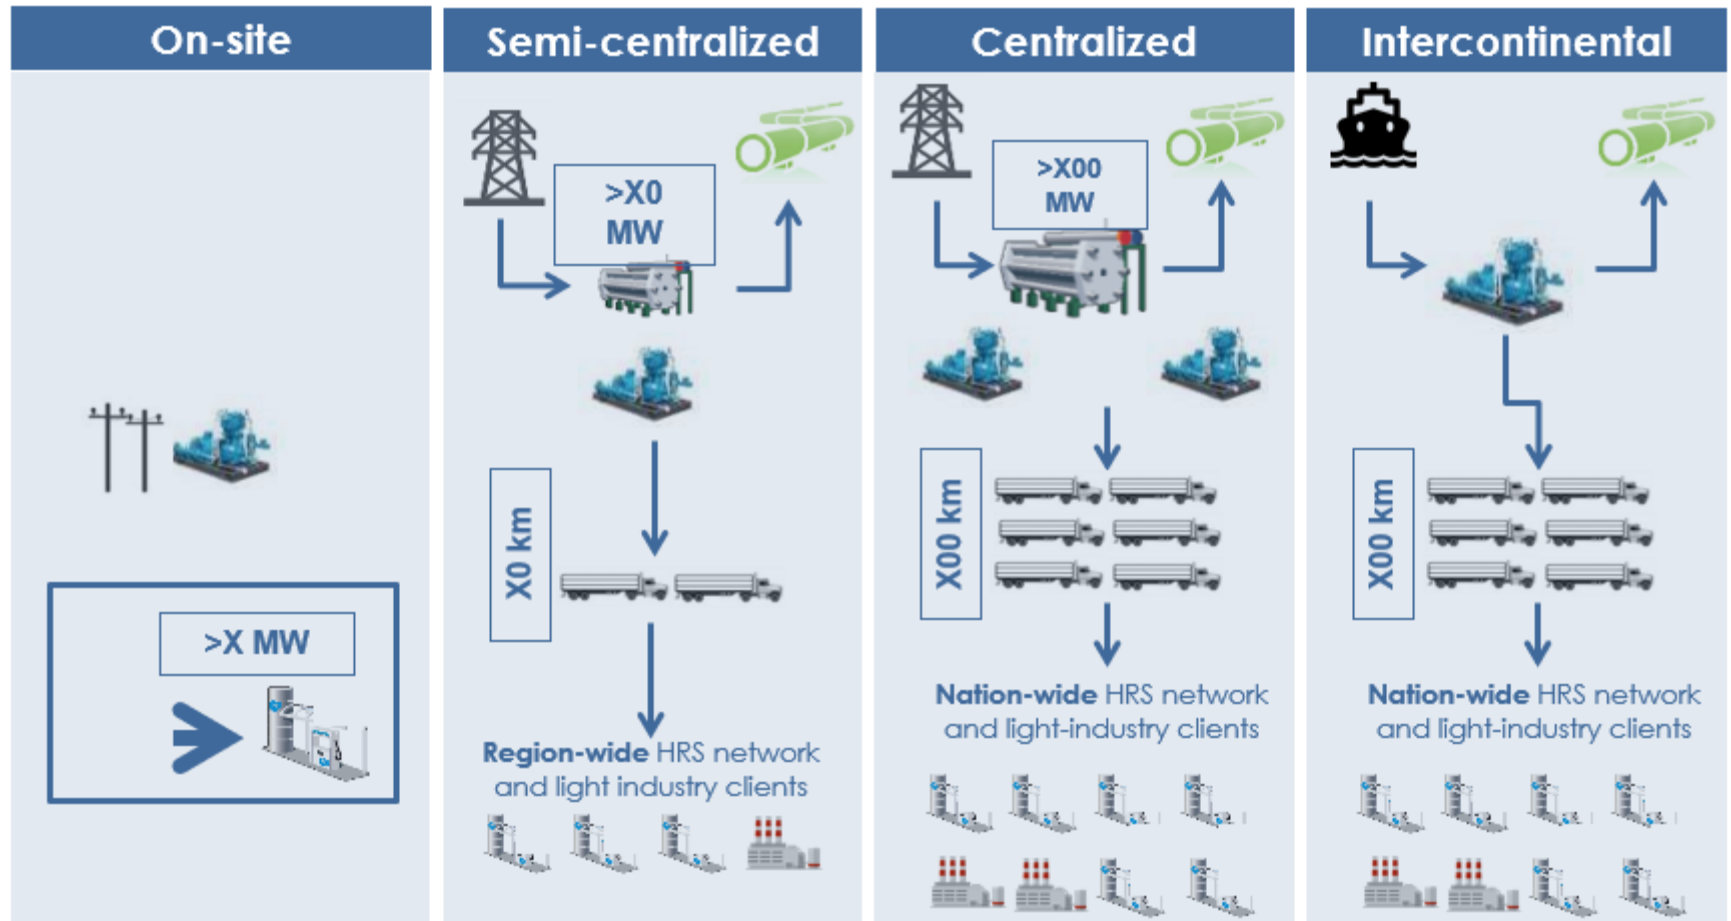 On-site
>X MW
Semi-centralized
>X0
MW
X0 km
Region-wide HRS network
and light industry clients
Centralized
>X00
MW
X00 km
Nation-wide HRS network
and light-industry clients
Intercontinental
X00 km
Nation-wide HRS network
and light-industry clients